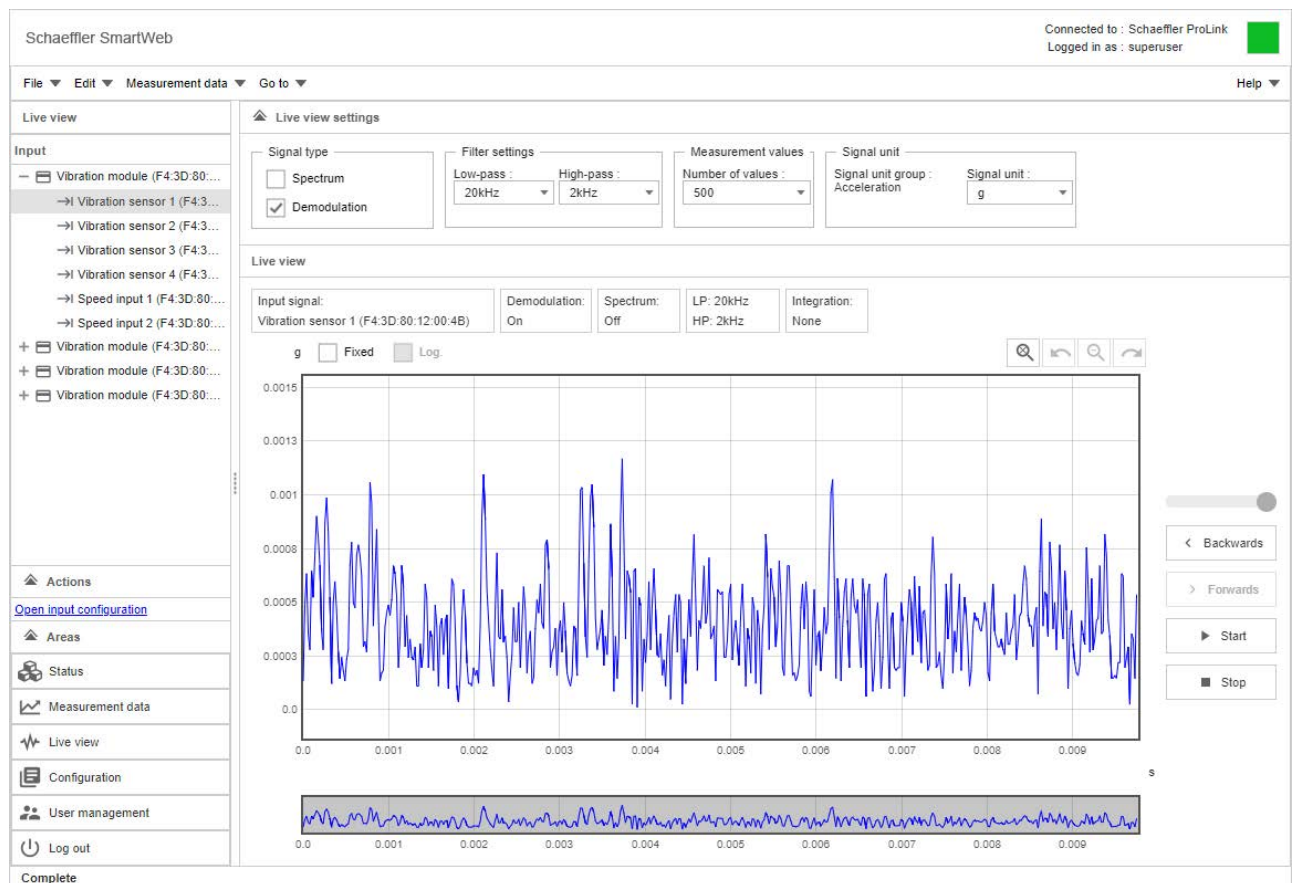 Schaeffler SmartWeb
Connected to : Schaeffler ProLink
Logged in as : superuser
File Edit Measurement data Go to Help
Live view
Input
Vibration module (F4:3D:80:...
Vibration sensor 1 (F4:3...
Vibration sensor 2 (F4:3...
Vibration sensor 3 (F4:3...
Vibration sensor 4 (F4:3...
Speed input 1 (F4:3D:80:...
Speed input 2 (F4:3D:80:...
Vibration module (F4:3D:80:...
Vibration module (F4:3D:80:...
Vibration module (F4:3D:80:...
Actions
Open input configuration
Areas
Status
Measurement data
Live view
Configuration
User management
Log out
Complete
Live view settings
Signal type
Spectrum
Demodulation
Filter settings
Low-pass : High-pass :
20kHz 2kHz
Measurement values
Number of values :
500
Signal unit
Signal unit group : Signal unit :
Acceleration g
Live view
Input signal:
Vibration sensor 1 (F4:3D:80:12:00:4B)
Demodulation:
On
Spectrum:
Off
LP: 20kHz
HP: 2kHz
Integration:
None
g Fixed Log.
0.0015
0.0013
0.001
0.0008
0.0005
0.0003
0.0
0.0 0.001 0.002 0.003 0.004 0.005 0.006 0.007 0.008 0.009
s
0.0 0.001 0.002 0.003 0.004 0.005 0.006 0.007 0.008 0.009
Backwards
Forwards
Start
Stop